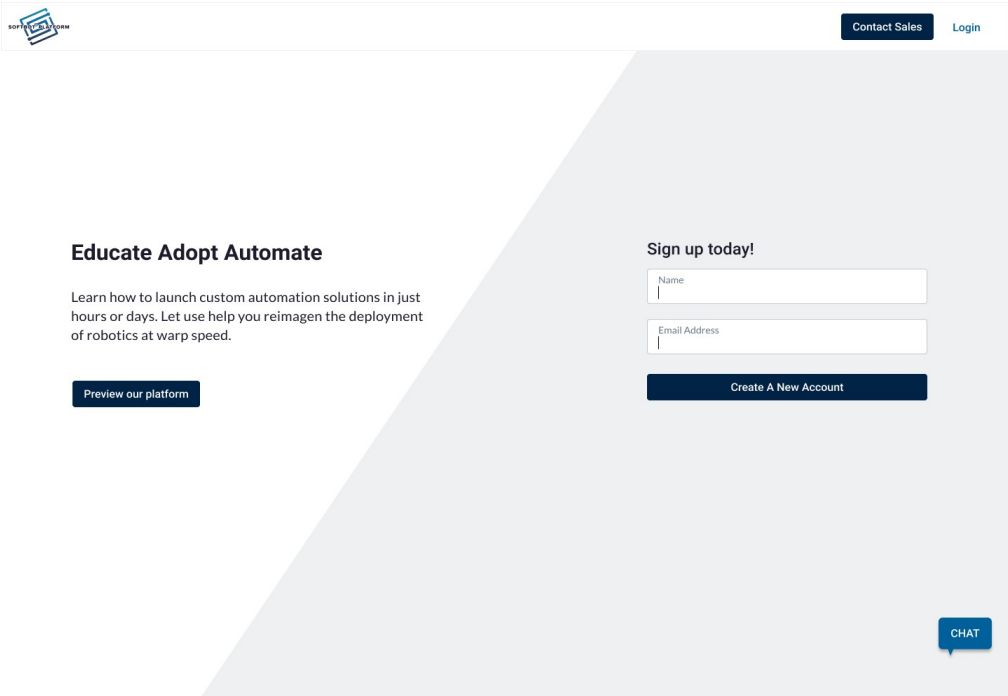 SOFTBOT PLATFORM
Contact Sales
Login
Educate Adopt Automate
Learn how to launch custom automation solutions in just
hours or days. Let use help you reimagen the deployment
of robotics at warp speed.
Preview our platform
Sign up today!
Name
Email Address
Create A New Account
CHAT